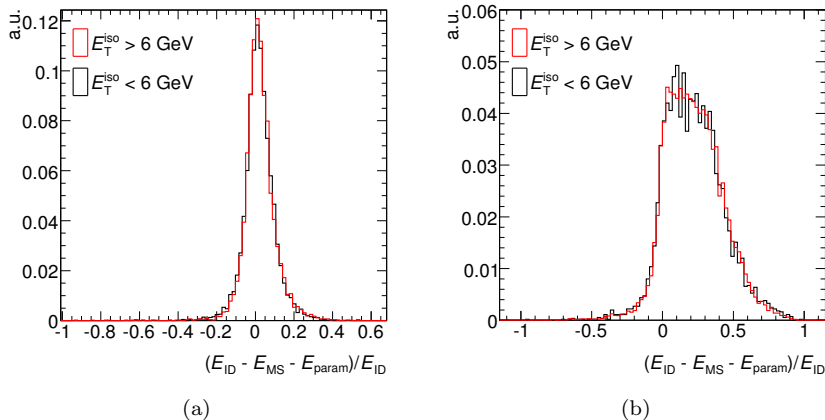 a.u.
0.12
0.1
0.08
0.06
0.04
0.02
0
E_T^iso > 6 GeV
E_T^iso < 6 GeV
-1 -0.8 -0.6 -0.4 -0.2 0 0.2 0.4 0.6
(E_ID - E_MS - E_param)/E_ID
(a)
a.u.
0.06
0.05
0.04
0.03
0.02
0.01
0
E_T^iso > 6 GeV
E_T^iso < 6 GeV
-1 -0.5 0 0.5 1
(E_ID - E_MS - E_param)/E_ID
(b)